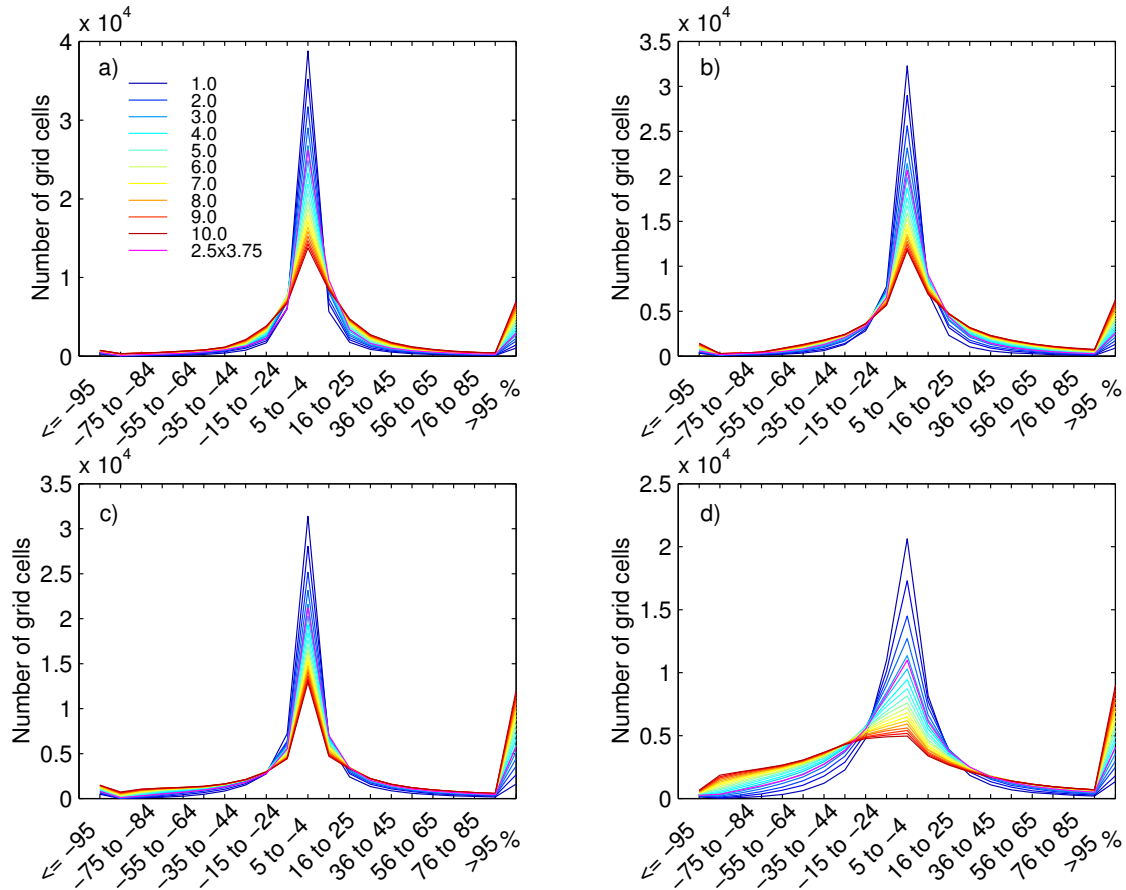 x 10^4
4
3
2
1
0
Number of grid cells
a)
1.0
2.0
3.0
4.0
5.0
6.0
7.0
8.0
9.0
10.0
2.5x3.75
<= −95
−75 to −84
−55 to −64
−35 to −44
−15 to −24
5 to −4
16 to 25
36 to 45
56 to 65
76 to 85
>95 %
x 10^4
3.5
3
2.5
2
1.5
1
0.5
0
Number of grid cells
b)
<= −95
−75 to −84
−55 to −64
−35 to −44
−15 to −24
5 to −4
16 to 25
36 to 45
56 to 65
76 to 85
>95 %
x 10^4
3.5
3
2.5
2
1.5
1
0.5
0
Number of grid cells
c)
<= −95
−75 to −84
−55 to −64
−35 to −44
−15 to −24
5 to −4
16 to 25
36 to 45
56 to 65
76 to 85
>95 %
x 10^4
2.5
2
1.5
1
0.5
0
Number of grid cells
d)
<= −95
−75 to −84
−55 to −64
−35 to −44
−15 to −24
5 to −4
16 to 25
36 to 45
56 to 65
76 to 85
>95 %